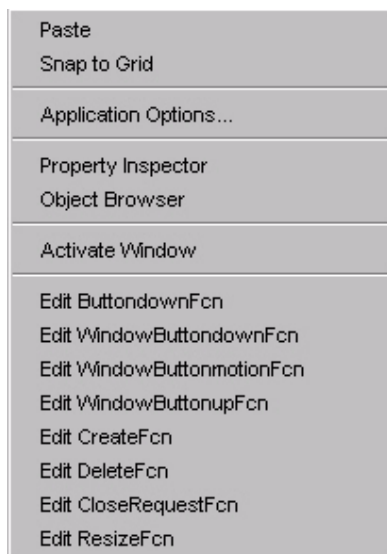 Paste
Snap to Grid
Application Options...
Property Inspector
Object Browser
Activate Window
Edit ButtondownFcn
Edit WindowButtondownFcn
Edit WindowButtonmotionFcn
Edit WindowButtonupFcn
Edit CreateFcn
Edit DeleteFcn
Edit CloseRequestFcn
Edit ResizeFcn